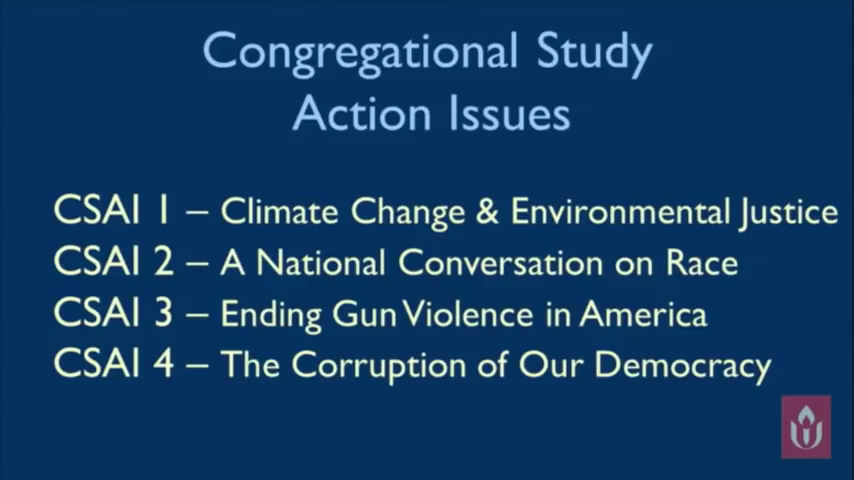 Congregational Study
Action Issues
CSAI 1 – Climate Change & Environmental Justice
CSAI 2 – A National Conversation on Race
CSAI 3 – Ending Gun Violence in America
CSAI 4 – The Corruption of Our Democracy